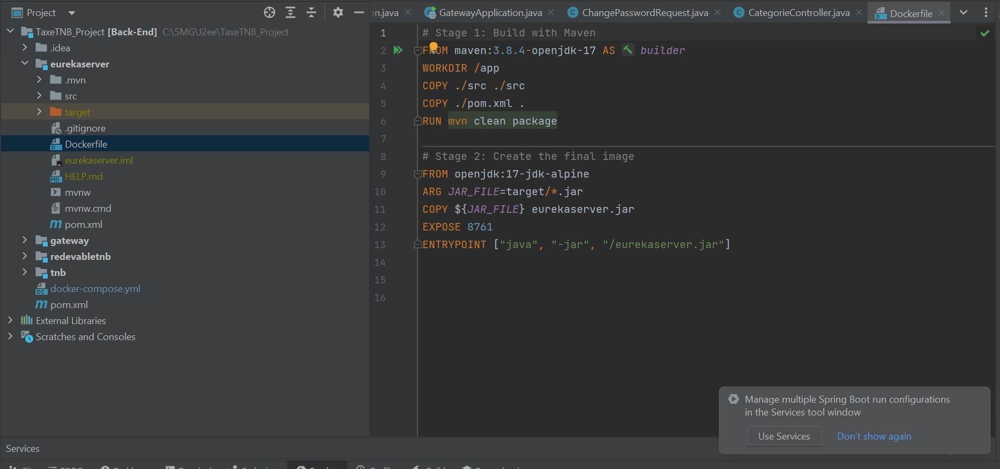 Project
TaxeTNB_Project [Back-End] C:\5MG\J2ee\TaxeTNB_Project
.idea
eurekaserver
.mvn
src
target
.gitignore
Dockerfile
eurekaserver.iml
HELP.md
mvnw
mvnw.cmd
pom.xml
gateway
redevabletnb
tnb
docker-compose.yml
pom.xml
External Libraries
Scratches and Consoles
on.java GatewayApplication.java ChangePasswordRequest.java CategorieController.java Dockerfile
1 # Stage 1: Build with Maven
2 FROM maven:3.8.4-openjdk-17 AS builder
3 WORKDIR /app
4 COPY ./src ./src
5 COPY ./pom.xml .
6 RUN mvn clean package
7
8 # Stage 2: Create the final image
9 FROM openjdk:17-jdk-alpine
10 ARG JAR_FILE=target/*.jar
11 COPY ${JAR_FILE} eurekaserver.jar
12 EXPOSE 8761
13 ENTRYPOINT ["java", "-jar", "/eurekaserver.jar"]
14
15
16
Manage multiple Spring Boot run configurations
in the Services tool window
Use Services Don't show again
Services